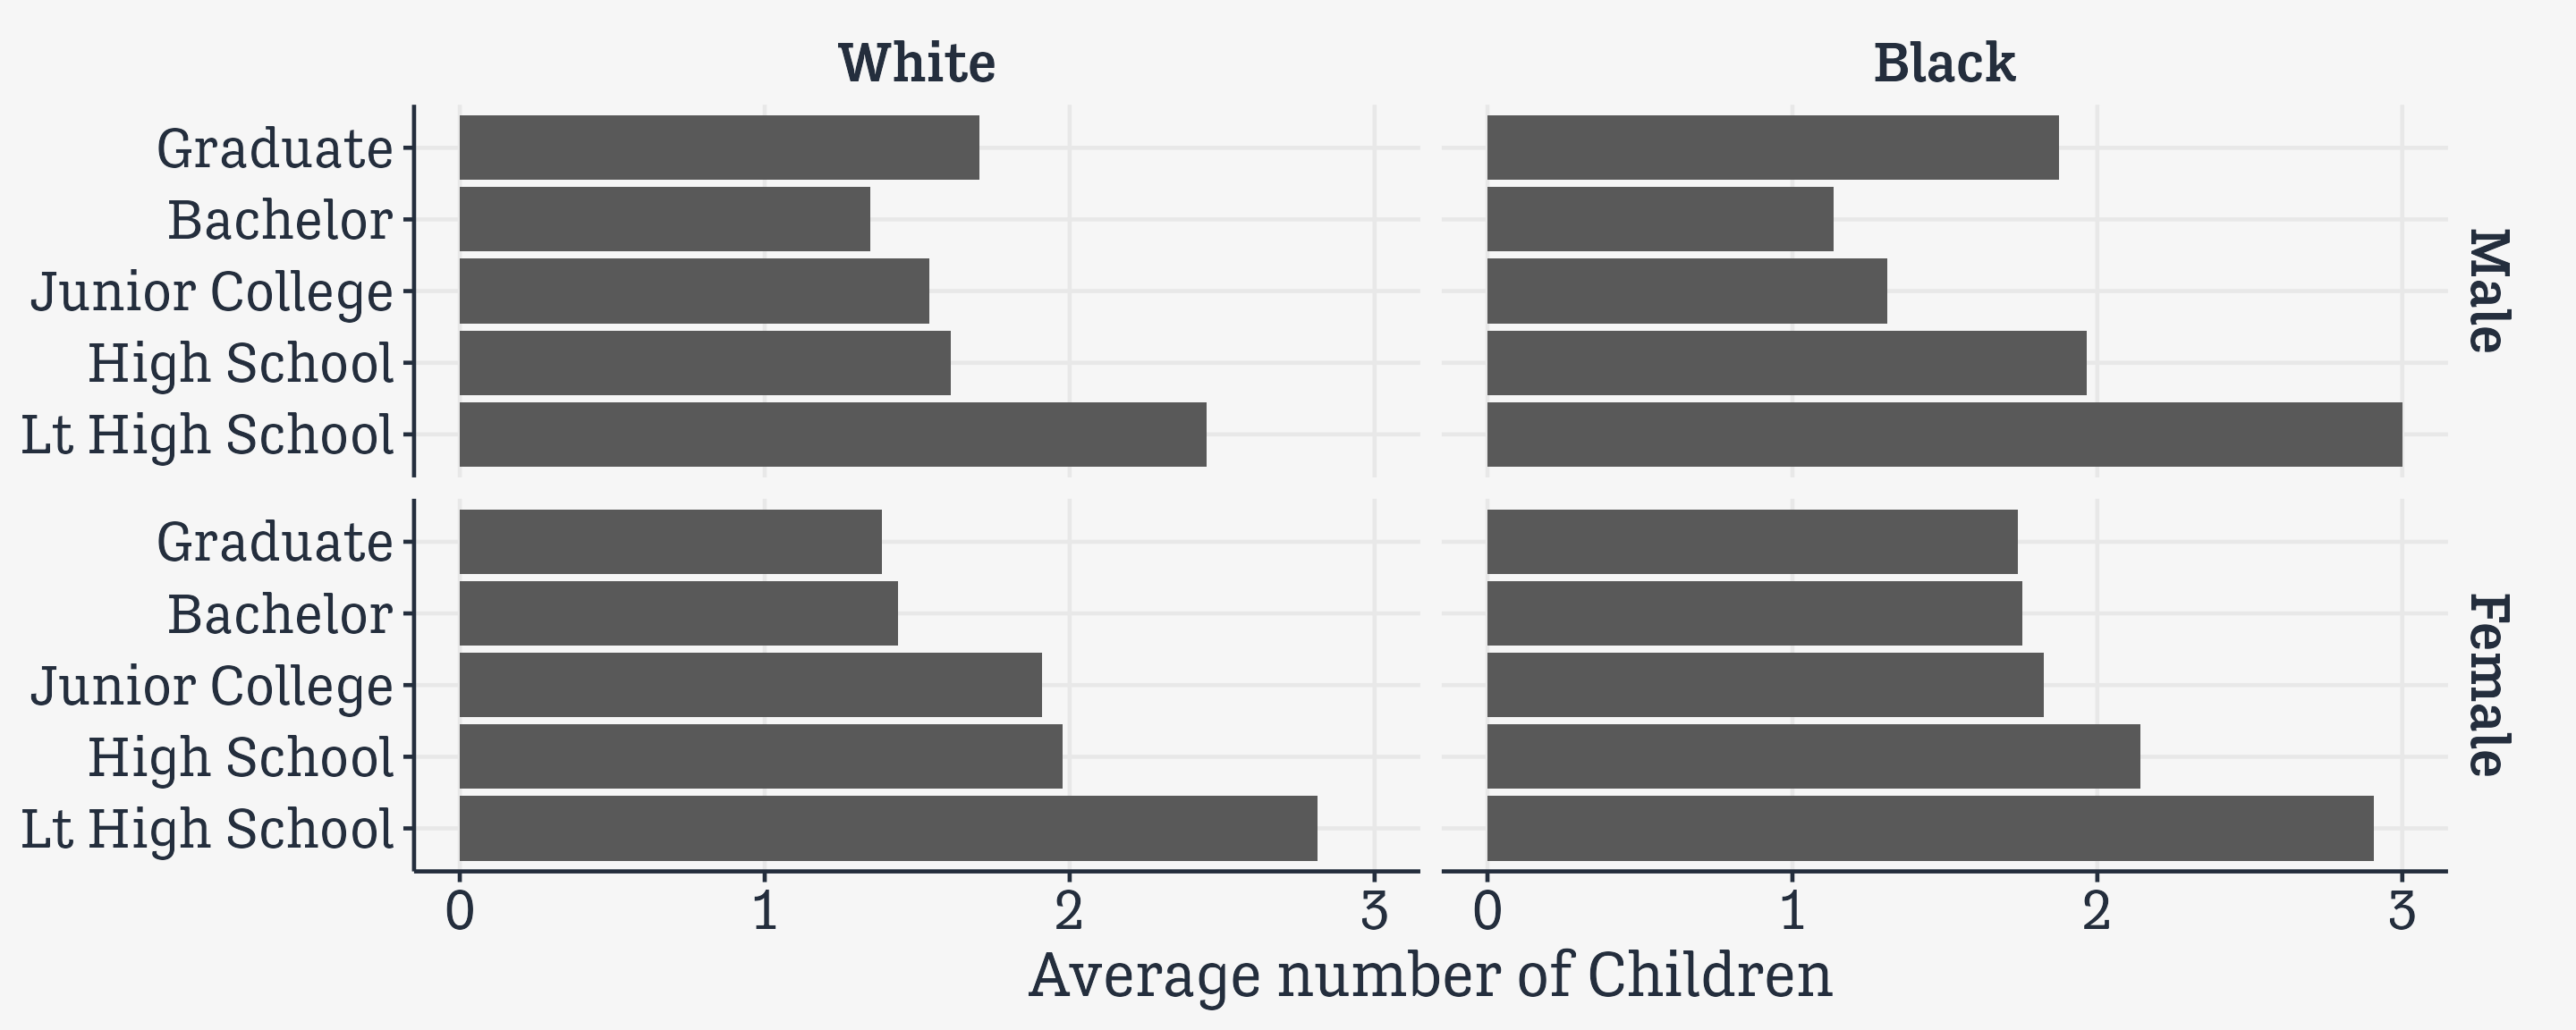 White
Black
Graduate
Bachelor
Junior College
High School
Lt High School
Male
Graduate
Bachelor
Junior College
High School
Lt High School
Female
0 1 2 3 0 1 2 3
Average number of Children